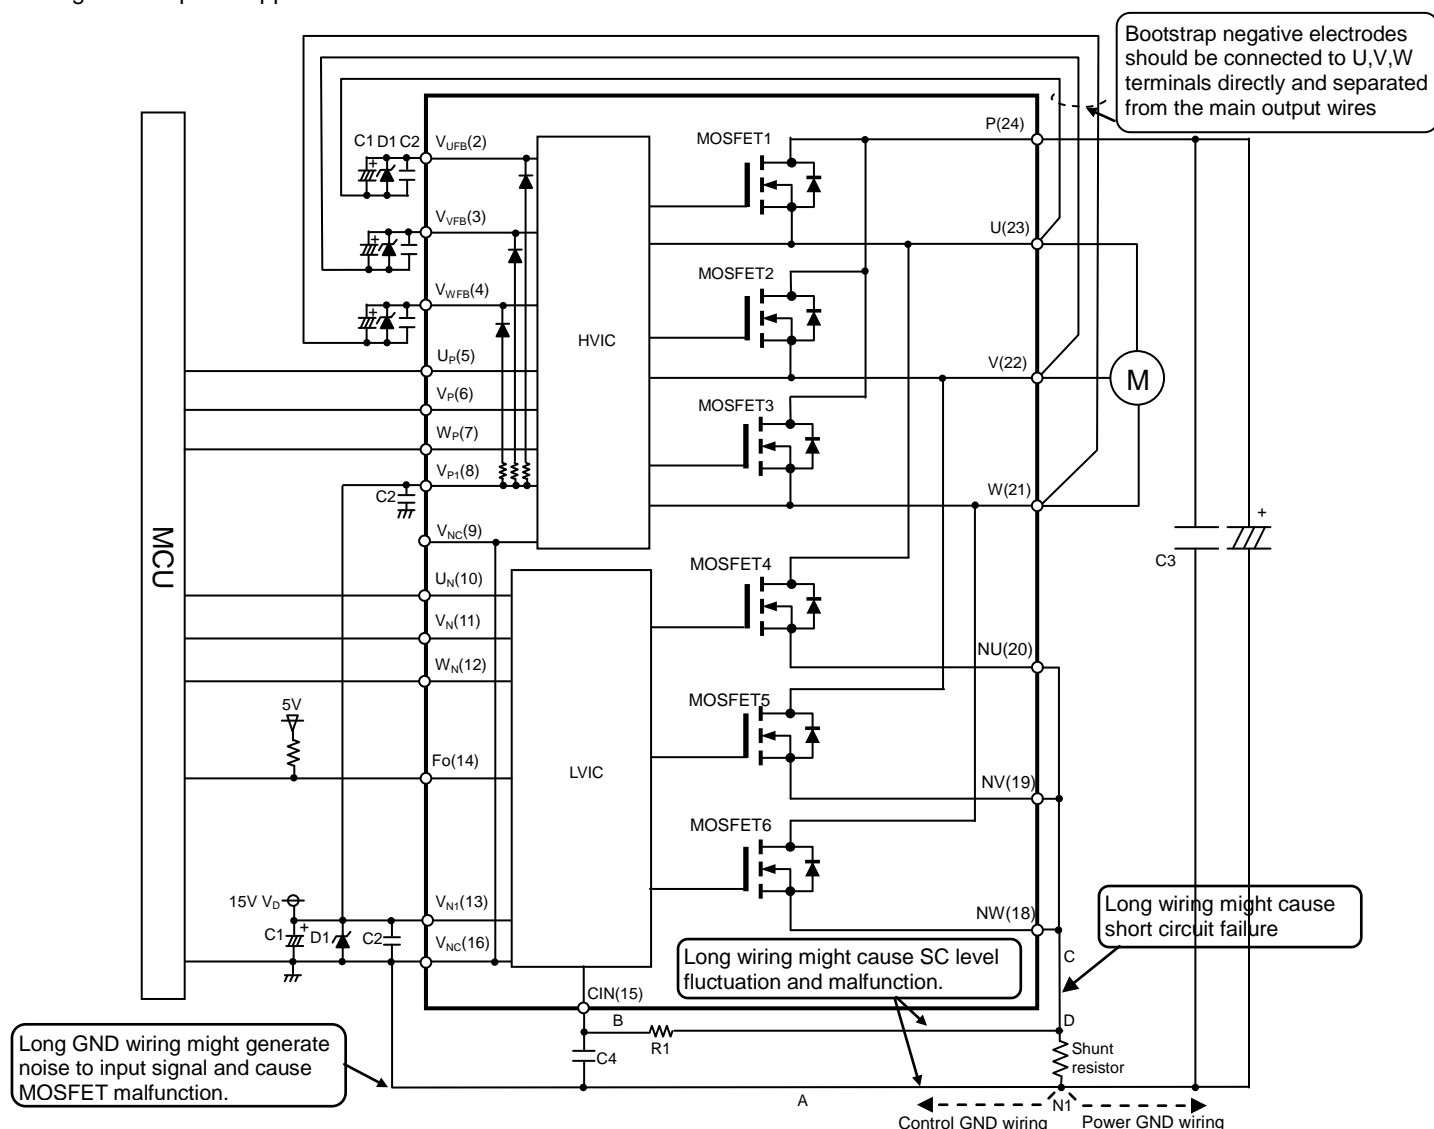 Bootstrap negative electrodes
should be connected to U,V,W
terminals directly and separated
from the main output wires
C1 D1 C2
VUFB(2)
MOSFET1
P(24)
VVFB(3)
U(23)
MOSFET2
VWFB(4)
HVIC
UP(5)
V(22)
M
VP(6)
MOSFET3
WP(7)
VP1(8)
C2
W(21)
+
VNC(9)
C3
MCU
MOSFET4
UN(10)
VN(11)
NU(20)
WN(12)
5V
MOSFET5
Fo(14)
LVIC
NV(19)
MOSFET6
15V VD
VN1(13)
NW(18)
Long wiring might cause
short circuit failure
C1
+
D1
C2
VNC(16)
Long wiring might cause SC level
fluctuation and malfunction.
C
CIN(15)
B
D
R1
C4
Shunt
resistor
Long GND wiring might generate
noise to input signal and cause
MOSFET malfunction.
A
N1
Control GND wiring
Power GND wiring